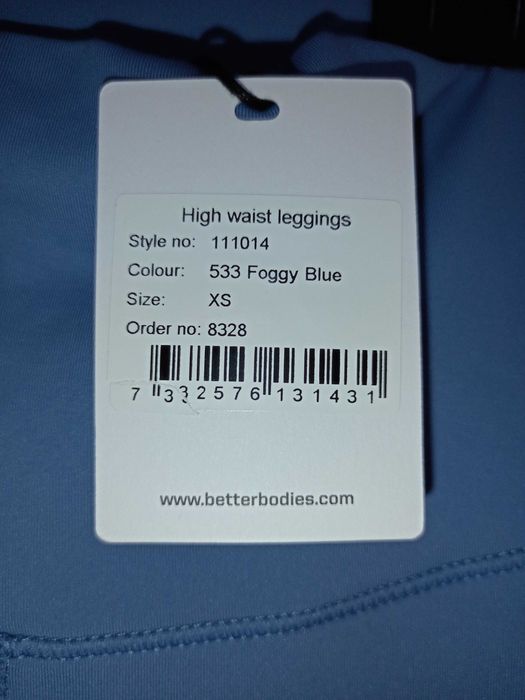 High waist leggings
Style no: 111014
Colour: 533 Foggy Blue
Size: XS
Order no: 8328
7 332576 131431
www.betterbodies.com